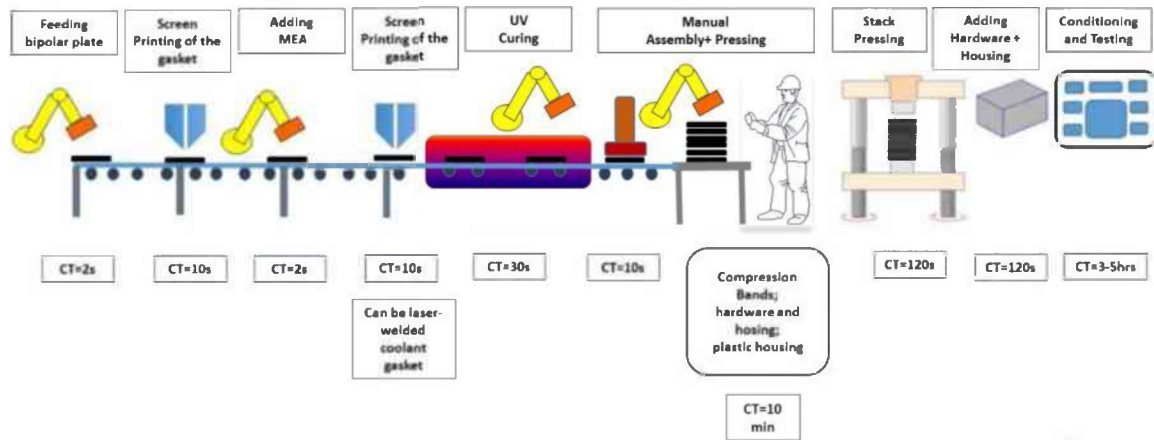 Feeding
bipolar plate
Screen
Printing of the
gasket
Adding
MEA
Screen
Printing of the
gasket
UV
Curing
Manual
Assembly+ Pressing
Stack
Pressing
Adding
Hardware +
Housing
Conditioning
and Testing
CT=2s
CT=10s
CT=2s
CT=10s
CT=30s
CT=10s
CT=120s
CT=120s
CT=3-5hrs
Can be laser-
welded
coolant
gasket
Compression
Bands;
hardware and
hosing;
plastic housing
CT=10
min